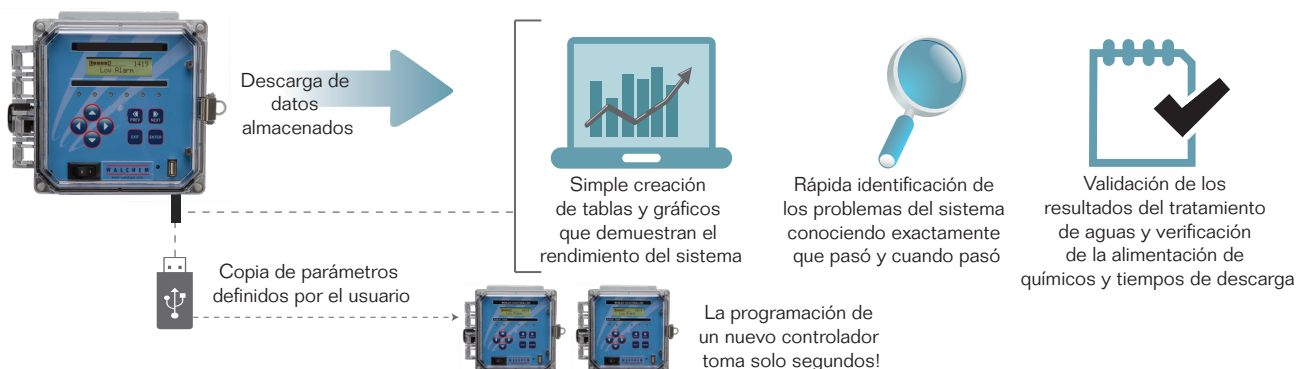 1419
Low Alarm
PREV
NEXT
EXIT
ENTER
WALCHEM
Descarga de
datos
almacenados
Simple creación
de tablas y gráficos
que demuestran el
rendimiento del sistema
Rápida identificación de
los problemas del sistema
conociendo exactamente
que pasó y cuando pasó
Validación de los
resultados del tratamiento
de aguas y verificación
de la alimentación de
químicos y tiempos de descarga
Copia de parámetros
definidos por el usuario
La programación de
un nuevo controlador
toma solo segundos!